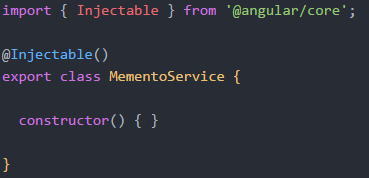 import { Injectable } from '@angular/core';
@Injectable()
export class MementoService {
constructor() { }
}